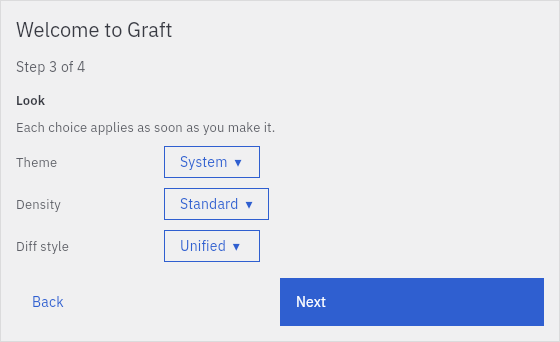 Welcome to Graft
Step 3 of 4
Look
Each choice applies as soon as you make it.
Theme System ▼
Density Standard ▼
Diff style Unified ▼
Back Next